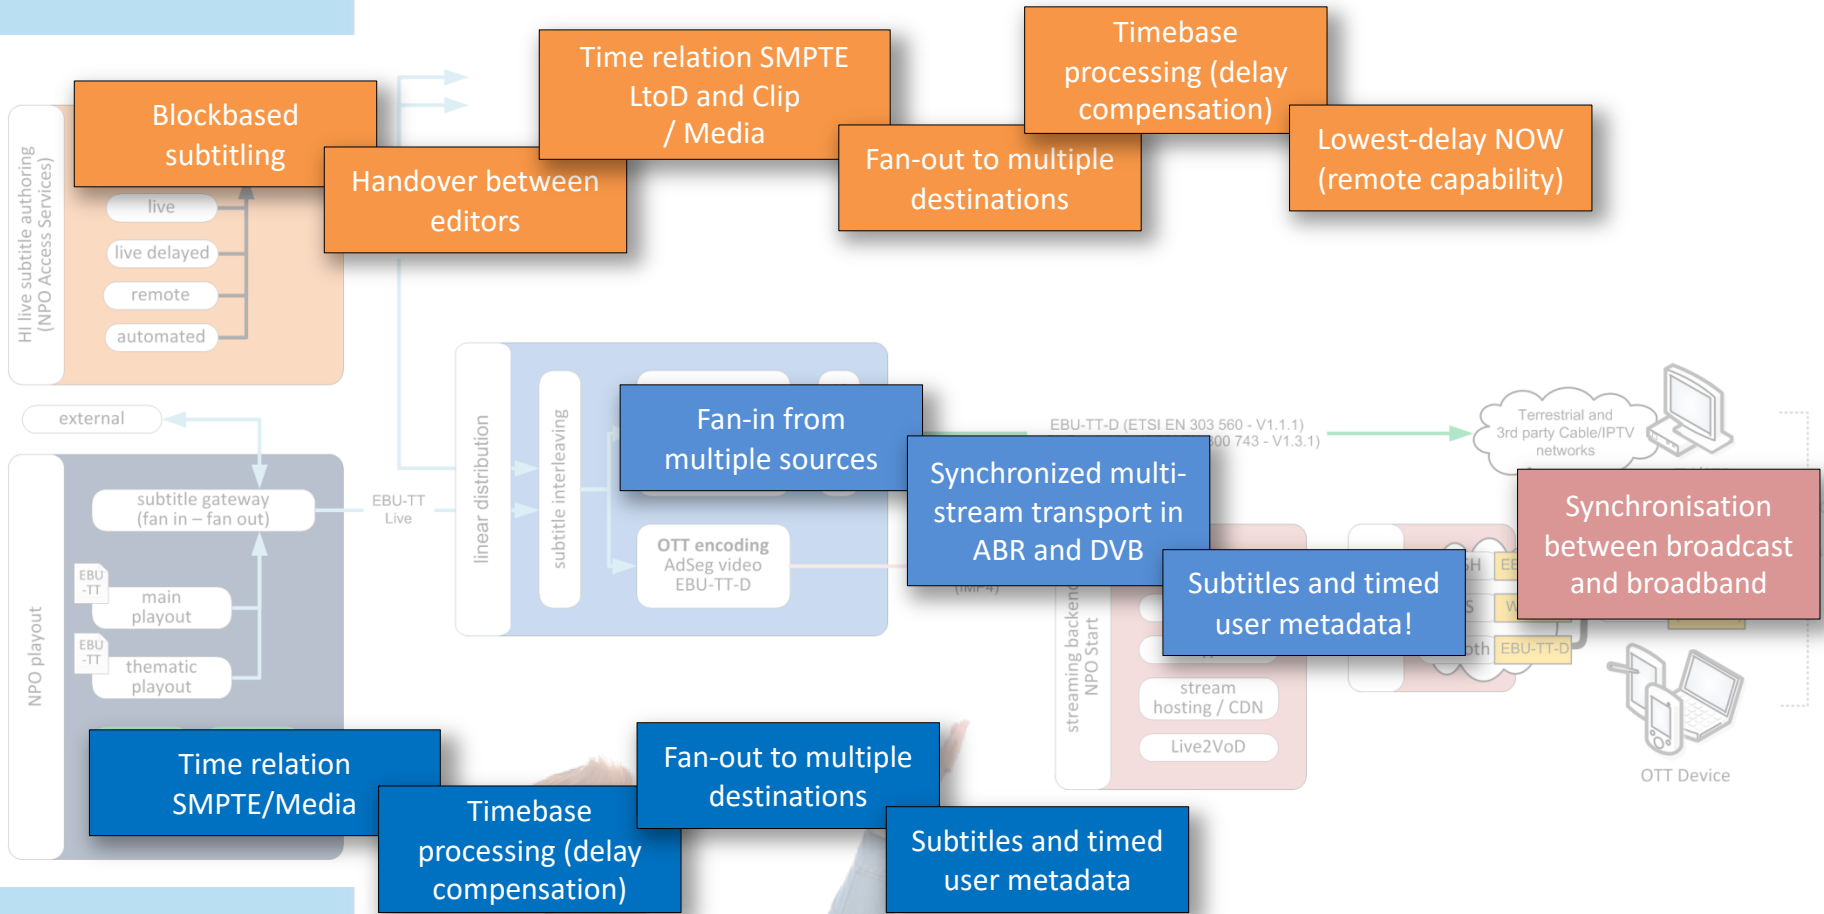 Blockbased
subtitling
Handover between
editors
Time relation SMPTE
LtoD and Clip
/ Media
Fan-out to multiple
destinations
Timebase
processing (delay
compensation)
Lowest-delay NOW
(remote capability)
HI live subtitle authoring
(NPO Access Services)
live
live delayed
remote
automated
external
NPO playout
subtitle gateway
(fan in – fan out)
EBU
-TT
main
playout
EBU
-TT
thematic
playout
EBU-TT
Live
linear distribution
subtitle interleaving
Fan-in from
multiple sources
OTT encoding
AdSeg video
EBU-TT-D
EBU-TT-D (ETSI EN 303 560 - V1.1.1)
300 743 - V1.3.1)
Terrestrial and
3rd party Cable/IPTV
networks
Synchronized multi-
stream transport in
ABR and DVB
Subtitles and timed
user metadata!
Synchronisation
between broadcast
and broadband
streaming backend
NPO Start
stream
hosting / CDN
Live2VoD
EBU-TT-D
OTT Device
Time relation
SMPTE/Media
Timebase
processing (delay
compensation)
Fan-out to multiple
destinations
Subtitles and timed
user metadata